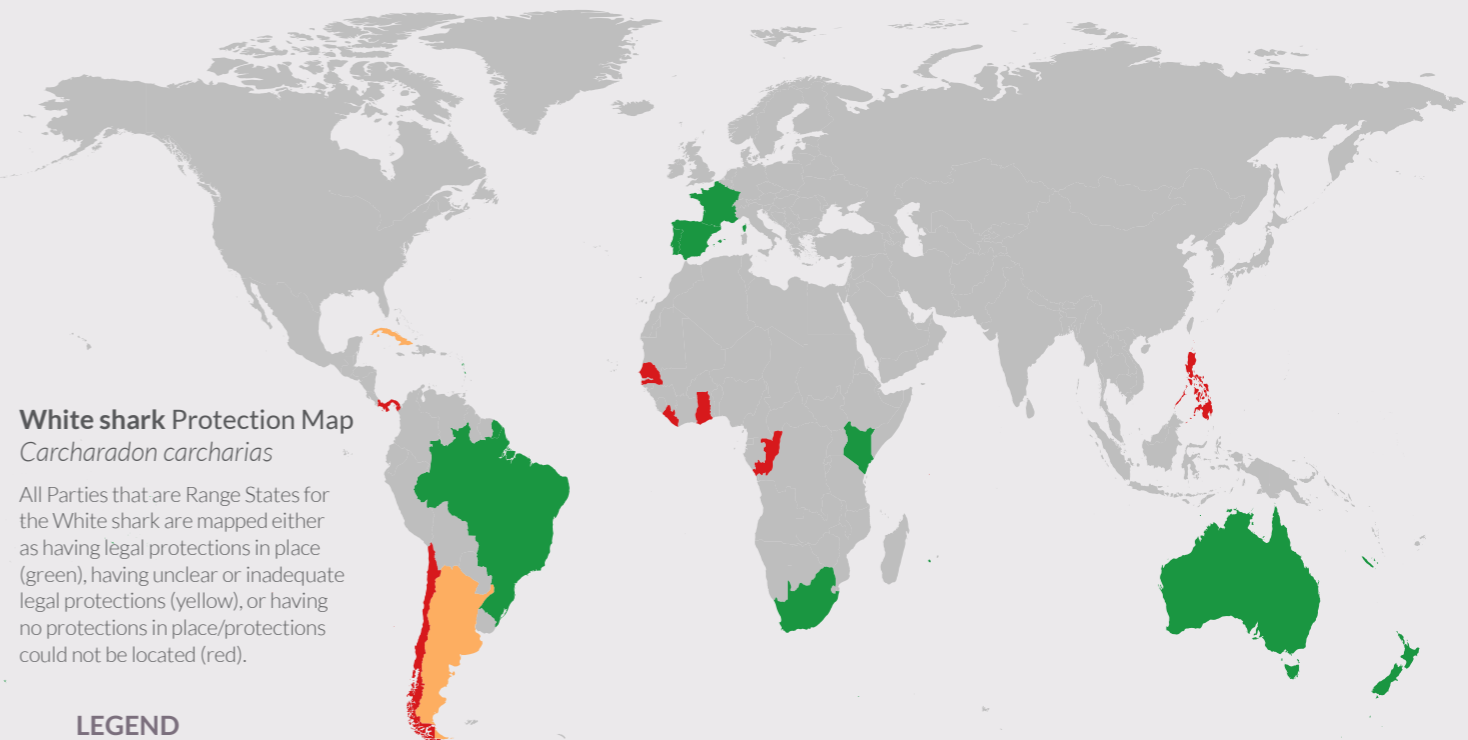 White shark Protection Map
Carcharadon carcharias
All Parties that are Range States for
the White shark are mapped either
as having legal protections in place
(green), having unclear or inadequate
legal protections (yellow), or having
no protections in place/protections
could not be located (red).
LEGEND